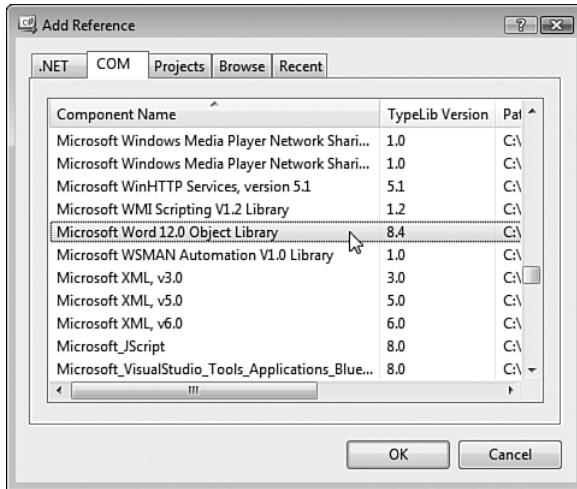 C# Add Reference
.NET COM Projects Browse Recent
Component Name TypeLib Version Pat
Microsoft Windows Media Player Network Shari... 1.0 C:\
Microsoft Windows Media Player Network Shari... 1.0 C:\
Microsoft WinHTTP Services, version 5.1 5.1 C:\
Microsoft WMI Scripting V1.2 Library 1.2 C:\
Microsoft Word 12.0 Object Library 8.4 C:\
Microsoft WSMAN Automation V1.0 Library 1.0 C:\
Microsoft XML, v3.0 3.0 C:\
Microsoft XML, v5.0 5.0 C:\
Microsoft XML, v6.0 6.0 C:\
Microsoft_JScript 8.0 C:\
Microsoft_VisualStudio_Tools_Applications_Blue... 8.0 C:\
OK Cancel